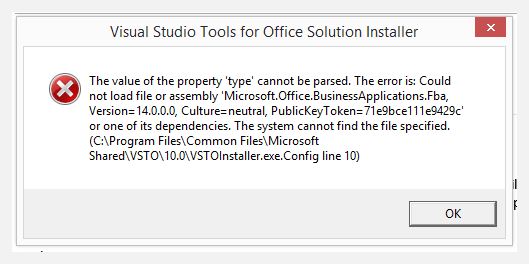 Visual Studio Tools for Office Solution Installer
The value of the property 'type' cannot be parsed. The error is: Could
not load file or assembly 'Microsoft.Office.BusinessApplications.Fba,
Version=14.0.0.0, Culture=neutral, PublicKeyToken=71e9bce111e9429c'
or one of its dependencies. The system cannot find the file specified.
(C:\Program Files\Common Files\Microsoft
Shared\VSTO\10.0\VSTOInstaller.exe.Config line 10)
OK